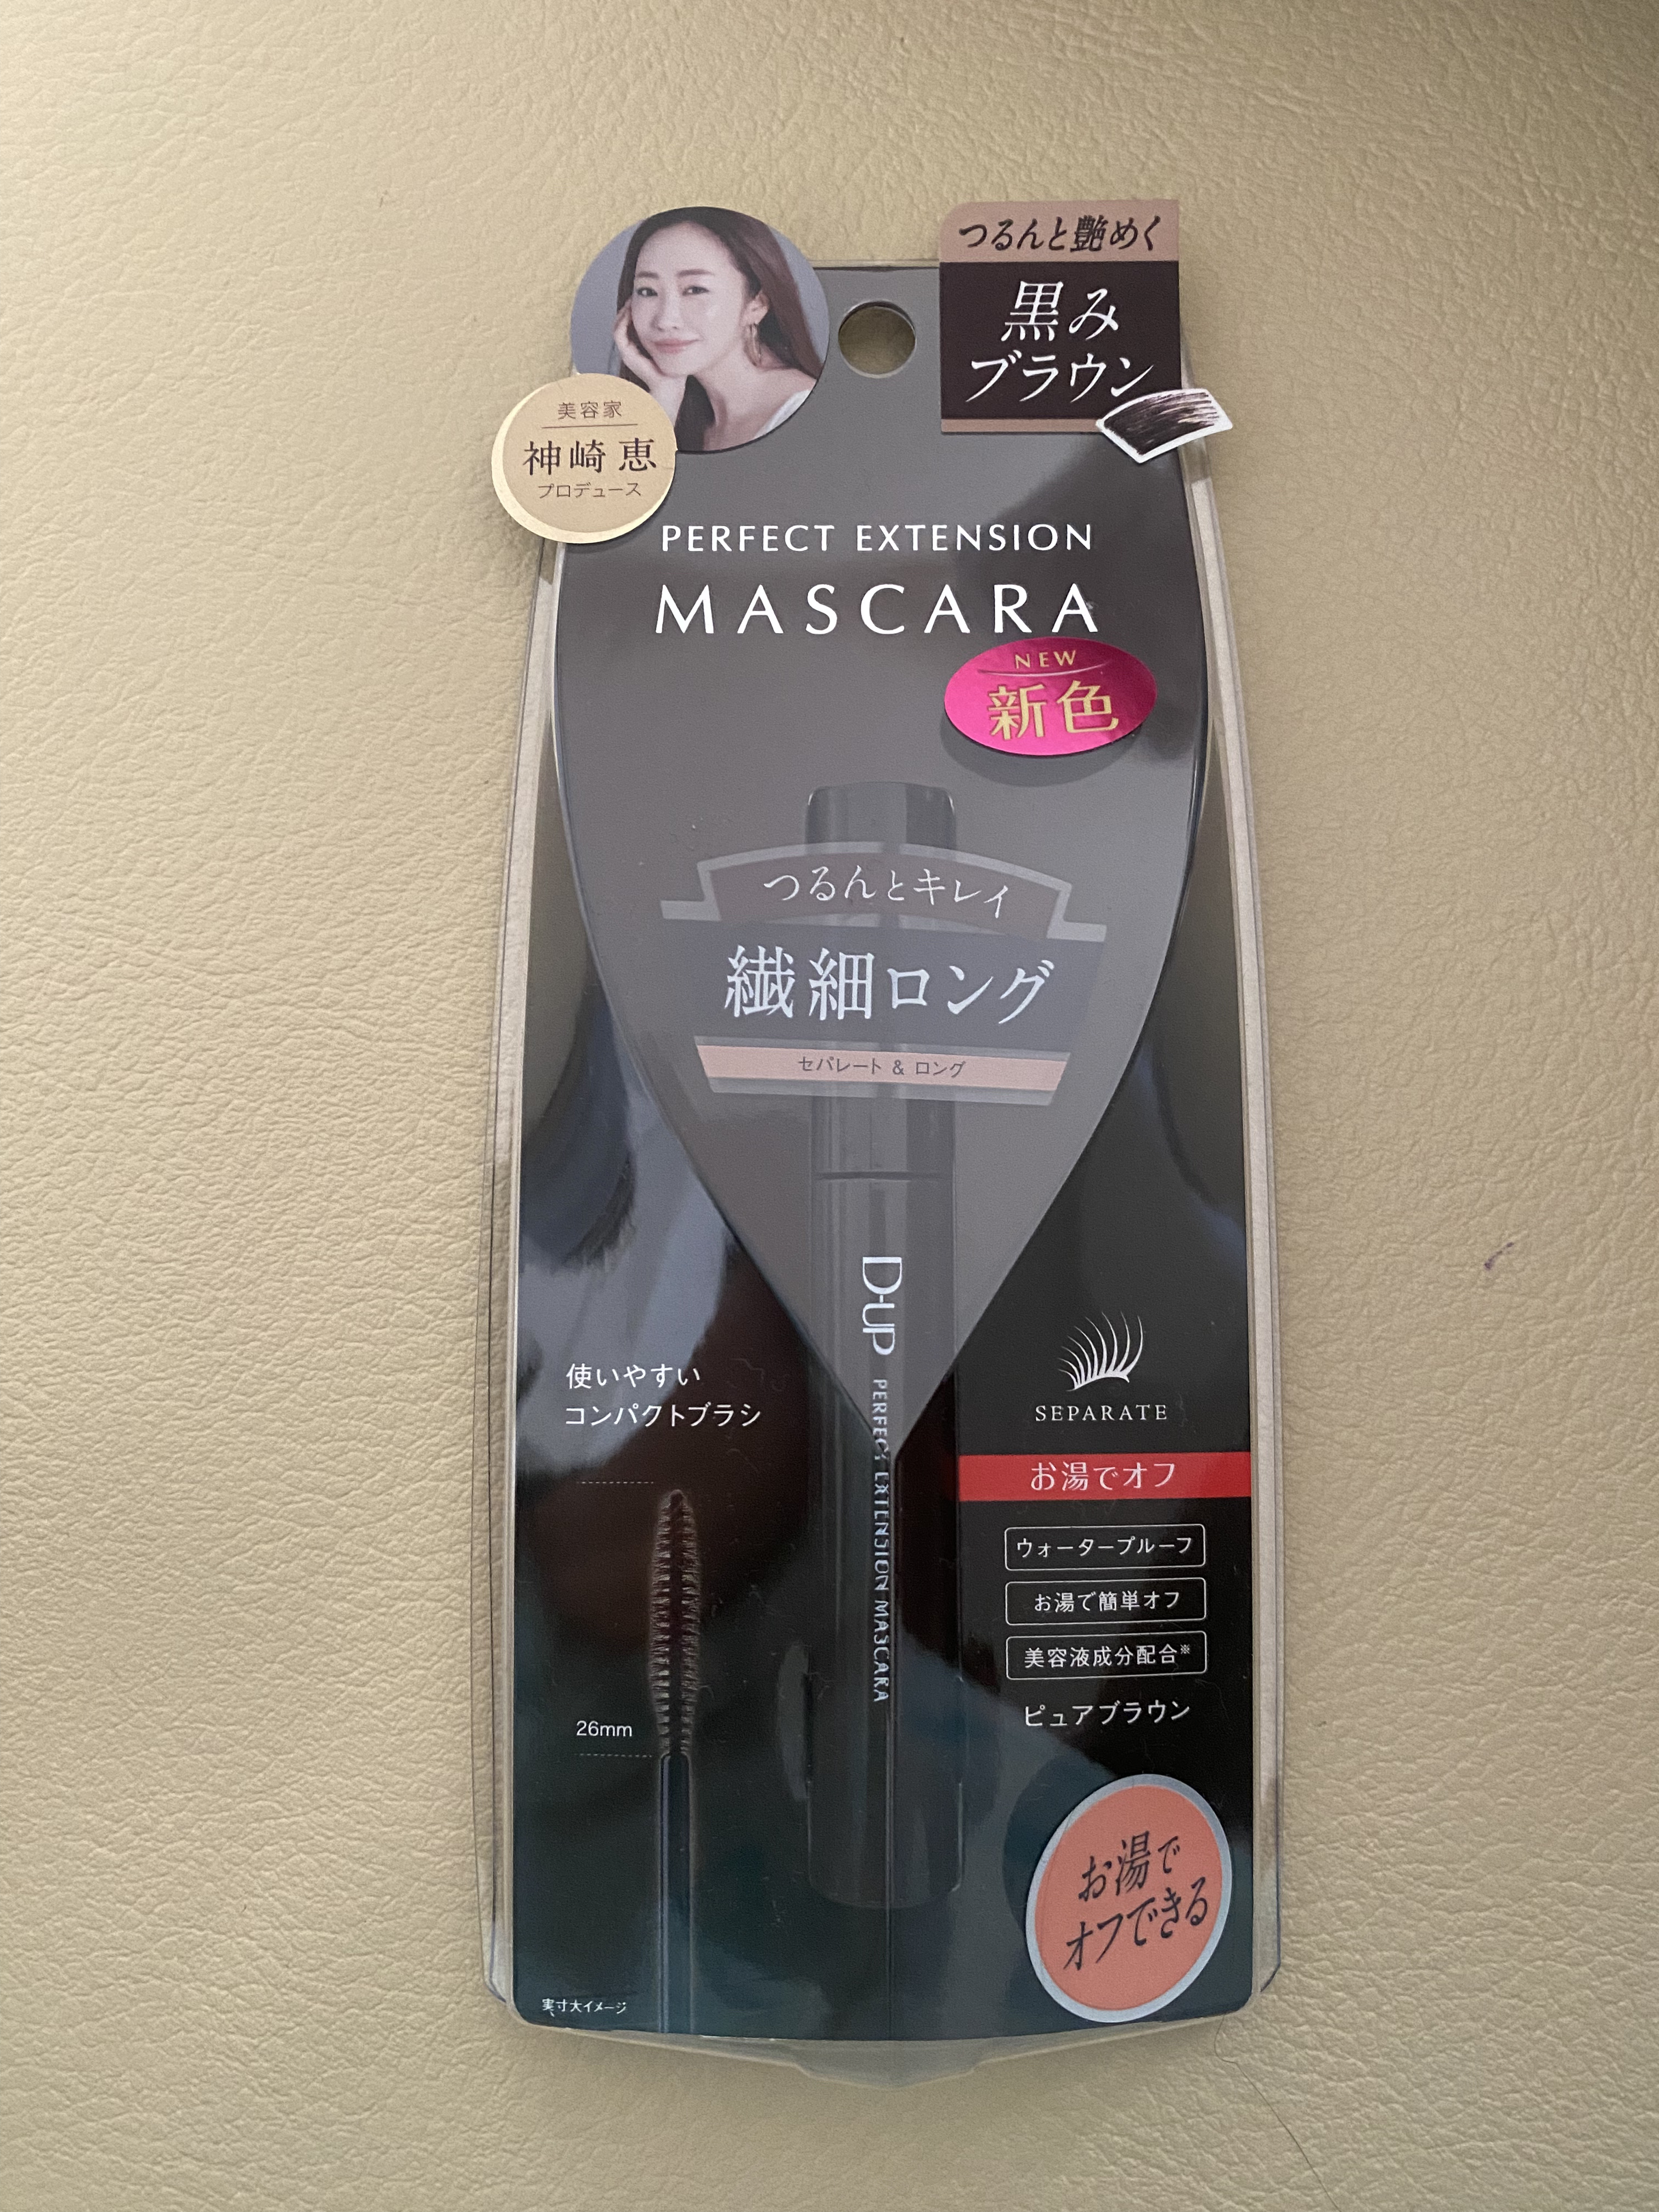 つるんと艶めく
黒み
ブラウン
美容家
神崎 恵
プロデュース
PERFECT EXTENSION
MASCARA
NEW
新色
つるんとキレイ
繊細ロング
セパレート & ロング
D-UP PERFECT EXTENSION MASCARA
使いやすい
コンパクトブラシ
26mm
実寸大イメージ
SEPARATE
お湯でオフ
ウォータープルーフ
お湯で簡単オフ
美容液成分配合※
ピュアブラウン
お湯で
オフできる